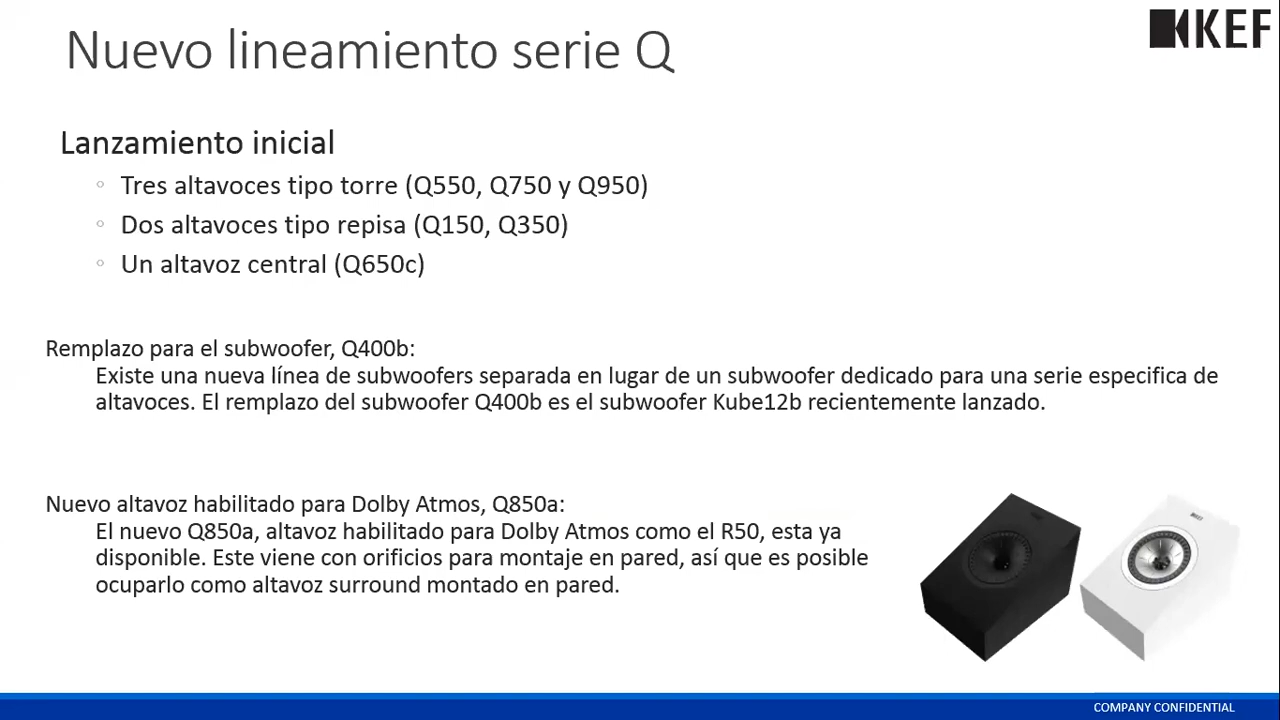 Nuevo lineamiento serie Q
KEF
Lanzamiento inicial
Tres altavoces tipo torre (Q550, Q750 y Q950)
Dos altavoces tipo repisa (Q150, Q350)
Un altavoz central (Q650c)
Remplazo para el subwoofer, Q400b:
Existe una nueva línea de subwoofers separada en lugar de un subwoofer dedicado para una serie especifica de
altavoces. El remplazo del subwoofer Q400b es el subwoofer Kube12b recientemente lanzado.
Nuevo altavoz habilitado para Dolby Atmos, Q850a:
El nuevo Q850a, altavoz habilitado para Dolby Atmos como el R50, esta ya
disponible. Este viene con orificios para montaje en pared, así que es posible
ocuparlo como altavoz surround montado en pared.
KEF
COMPANY CONFIDENTIAL